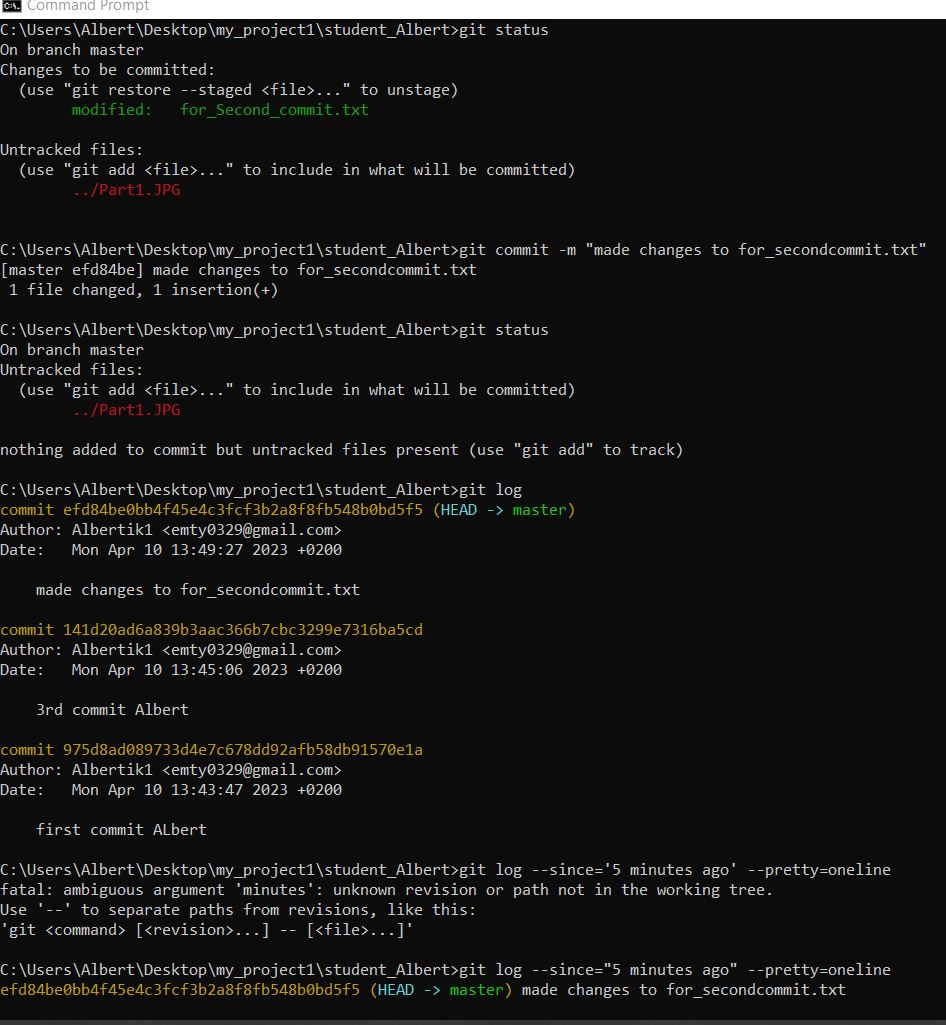 Command Prompt
C:\Users\Albert\Desktop\my_project1\student_Albert>git status
On branch master
Changes to be committed:
  (use "git restore --staged <file>..." to unstage)
        modified:   for_Second_commit.txt

Untracked files:
  (use "git add <file>..." to include in what will be committed)
        ../Part1.JPG


C:\Users\Albert\Desktop\my_project1\student_Albert>git commit -m "made changes to for_secondcommit.txt"
[master efd84be] made changes to for_secondcommit.txt
 1 file changed, 1 insertion(+)

C:\Users\Albert\Desktop\my_project1\student_Albert>git status
On branch master
Untracked files:
  (use "git add <file>..." to include in what will be committed)
        ../Part1.JPG

nothing added to commit but untracked files present (use "git add" to track)

C:\Users\Albert\Desktop\my_project1\student_Albert>git log
commit efd84be0bb4f45e4c3fcf3b2a8f8fb548b0bd5f5 (HEAD -> master)
Author: Albertik1 <emty0329@gmail.com>
Date:   Mon Apr 10 13:49:27 2023 +0200

    made changes to for_secondcommit.txt

commit 141d20ad6a839b3aac366b7cbc3299e7316ba5cd
Author: Albertik1 <emty0329@gmail.com>
Date:   Mon Apr 10 13:45:06 2023 +0200

    3rd commit Albert

commit 975d8ad089733d4e7c678dd92afb58db91570e1a
Author: Albertik1 <emty0329@gmail.com>
Date:   Mon Apr 10 13:43:47 2023 +0200

    first commit ALbert

C:\Users\Albert\Desktop\my_project1\student_Albert>git log --since='5 minutes ago' --pretty=oneline
fatal: ambiguous argument 'minutes': unknown revision or path not in the working tree.
Use '--' to separate paths from revisions, like this:
'git <command> [<revision>...] -- [<file>...]'

C:\Users\Albert\Desktop\my_project1\student_Albert>git log --since="5 minutes ago" --pretty=oneline
efd84be0bb4f45e4c3fcf3b2a8f8fb548b0bd5f5 (HEAD -> master) made changes to for_secondcommit.txt